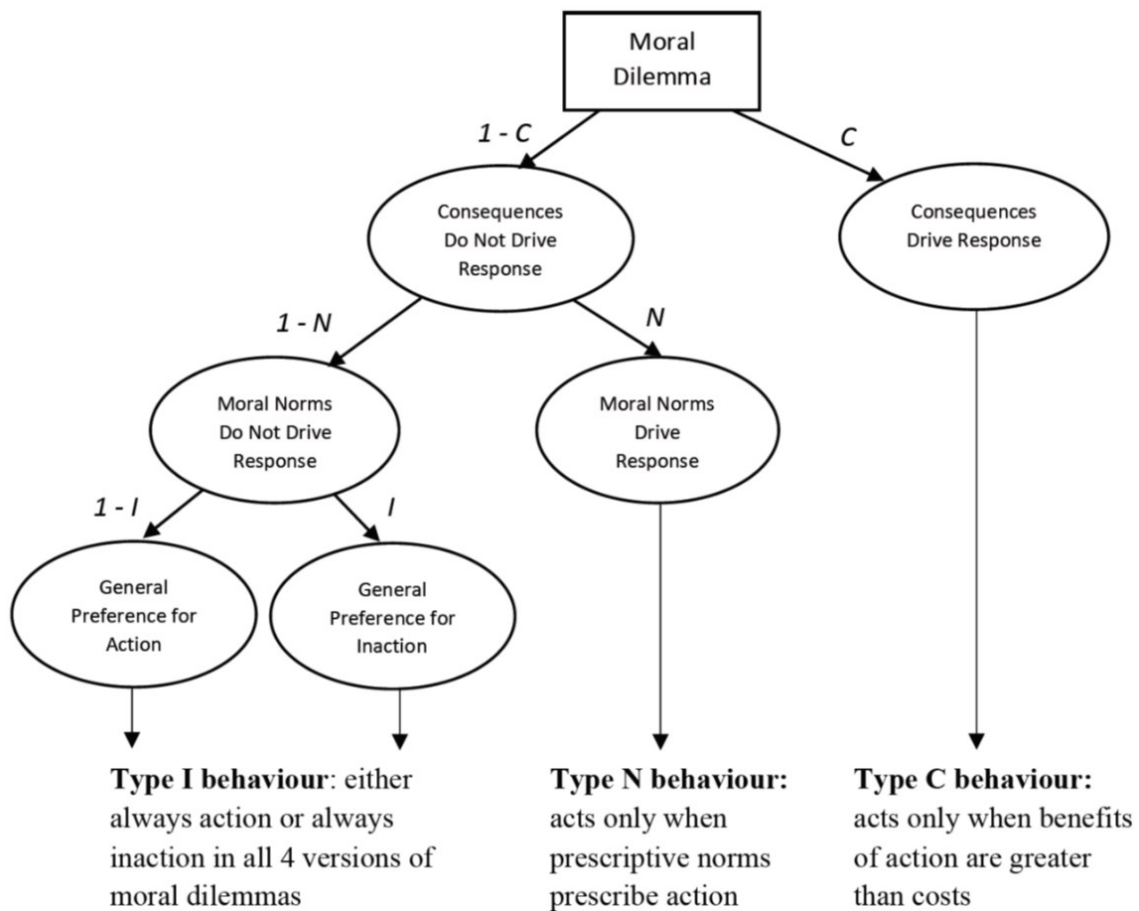 Moral
Dilemma
1 - C
C
Consequences
Do Not Drive
Response
Consequences
Drive Response
1 - N
N
Moral Norms
Do Not Drive
Response
Moral Norms
Drive
Response
1 - I
I
General
Preference for
Action
General
Preference for
Inaction
Type I behaviour: either
always action or always
inaction in all 4 versions of
moral dilemmas
Type N behaviour:
acts only when
prescriptive norms
prescribe action
Type C behaviour:
acts only when benefits
of action are greater
than costs